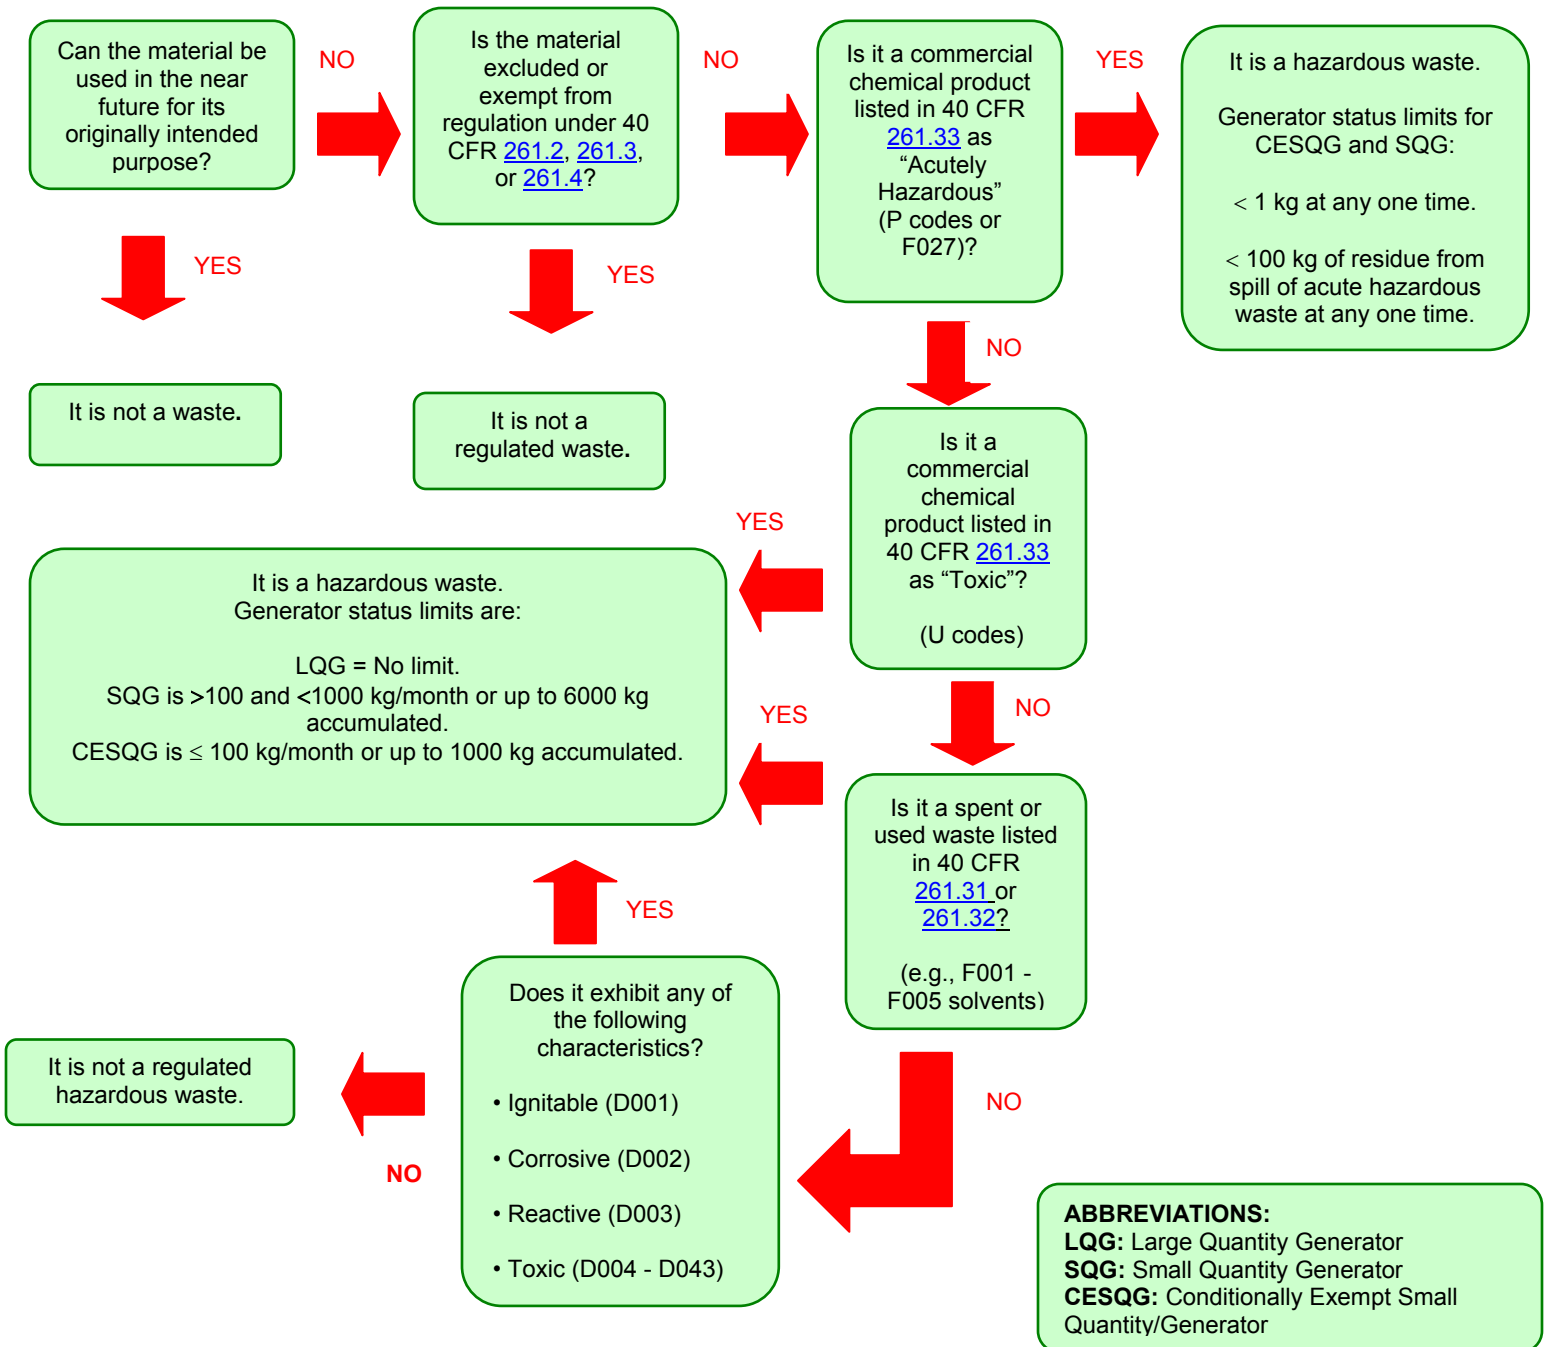 Can the material be
used in the near
future for its
originally intended
purpose?
NO
YES
It is not a waste.
Is the material
excluded or
exempt from
regulation under 40
CFR 261.2, 261.3,
or 261.4?
NO
YES
It is not a
regulated waste.
Is it a commercial
chemical product
listed in 40 CFR
261.33 as
“Acutely
Hazardous”
(P codes or
F027)?
YES
It is a hazardous waste.
Generator status limits for
CESQG and SQG:
< 1 kg at any one time.
< 100 kg of residue from
spill of acute hazardous
waste at any one time.
NO
Is it a
commercial
chemical
product listed in
40 CFR 261.33
as “Toxic”?
(U codes)
YES
It is a hazardous waste.
Generator status limits are:
LQG = No limit.
SQG is >100 and <1000 kg/month or up to 6000 kg
accumulated.
CESQG is ≤ 100 kg/month or up to 1000 kg accumulated.
NO
YES
Is it a spent or
used waste listed
in 40 CFR
261.31 or
261.32?
(e.g., F001 -
F005 solvents)
NO
YES
Does it exhibit any of
the following
characteristics?
• Ignitable (D001)
• Corrosive (D002)
• Reactive (D003)
• Toxic (D004 - D043)
NO
It is not a regulated
hazardous waste.
ABBREVIATIONS:
LQG: Large Quantity Generator
SQG: Small Quantity Generator
CESQG: Conditionally Exempt Small
Quantity/Generator